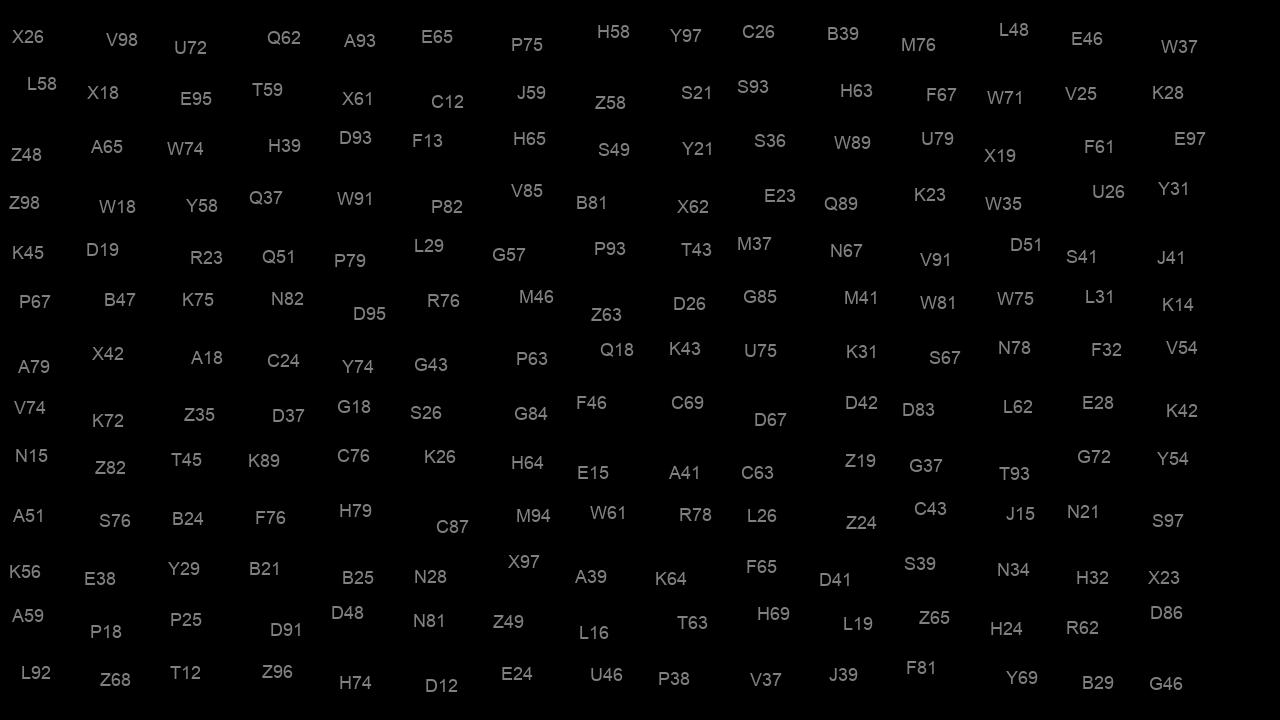 X26 V98 U72 Q62 A93 E65 P75 H58 Y97 C26 B39 M76 L48 E46 W37
L58 X18 E95 T59 X61 C12 J59 Z58 S21 S93 H63 F67 W71 V25 K28
Z48 A65 W74 H39 D93 F13 H65 S49 Y21 S36 W89 U79 X19 F61 E97
Z98 W18 Y58 Q37 W91 P82 V85 B81 X62 E23 Q89 K23 W35 U26 Y31
K45 D19 R23 Q51 P79 L29 G57 P93 T43 M37 N67 V91 D51 S41 J41
P67 B47 K75 N82 D95 R76 M46 Z63 D26 G85 M41 W81 W75 L31 K14
A79 X42 A18 C24 Y74 G43 P63 Q18 K43 U75 K31 S67 N78 F32 V54
V74 K72 Z35 D37 G18 S26 G84 F46 C69 D67 D42 D83 L62 E28 K42
N15 Z82 T45 K89 C76 K26 H64 E15 A41 C63 Z19 G37 T93 G72 Y54
A51 S76 B24 F76 H79 C87 M94 W61 R78 L26 Z24 C43 J15 N21 S97
K56 E38 Y29 B21 B25 N28 X97 A39 K64 F65 D41 S39 N34 H32 X23
A59 P18 P25 D91 D48 N81 Z49 L16 T63 H69 L19 Z65 H24 R62 D86
L92 Z68 T12 Z96 H74 D12 E24 U46 P38 V37 J39 F81 Y69 B29 G46